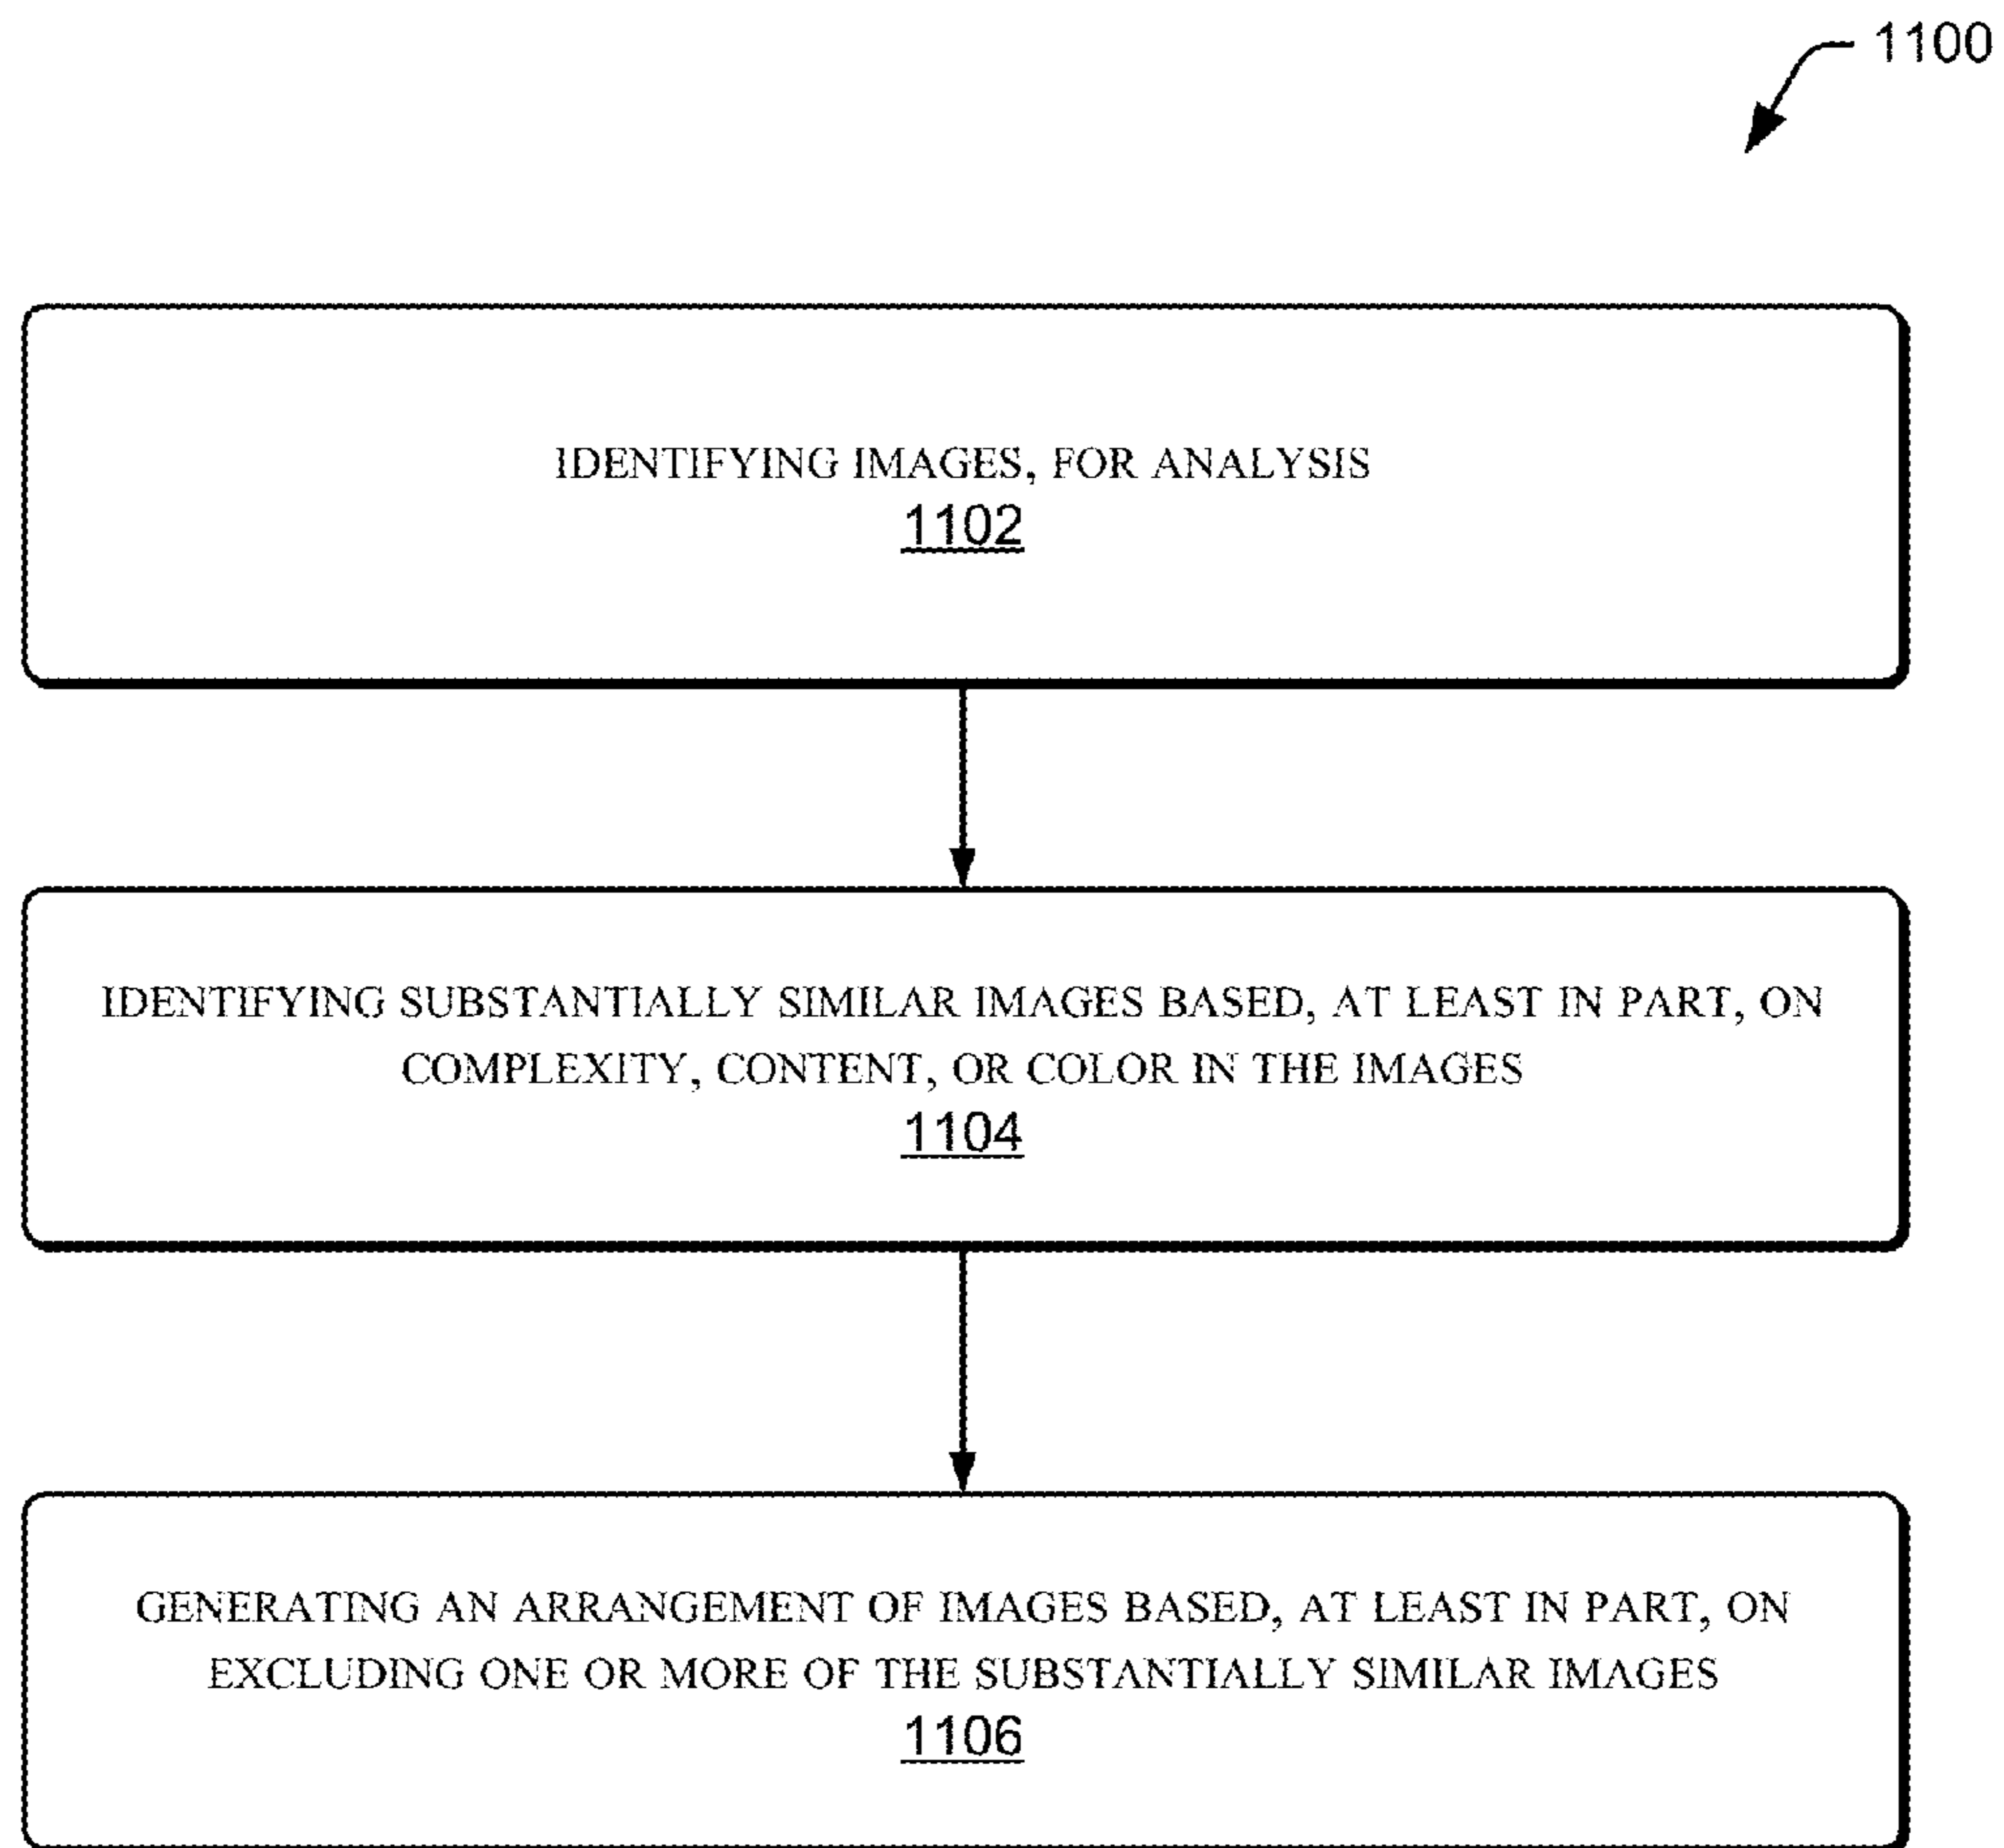 1100
IDENTIFYING IMAGES, FOR ANALYSIS
1102
IDENTIFYING SUBSTANTIALLY SIMILAR IMAGES BASED, AT LEAST IN PART, ON
COMPLEXITY, CONTENT, OR COLOR IN THE IMAGES
1104
GENERATING AN ARRANGEMENT OF IMAGES BASED, AT LEAST IN PART, ON
EXCLUDING ONE OR MORE OF THE SUBSTANTIALLY SIMILAR IMAGES
1106